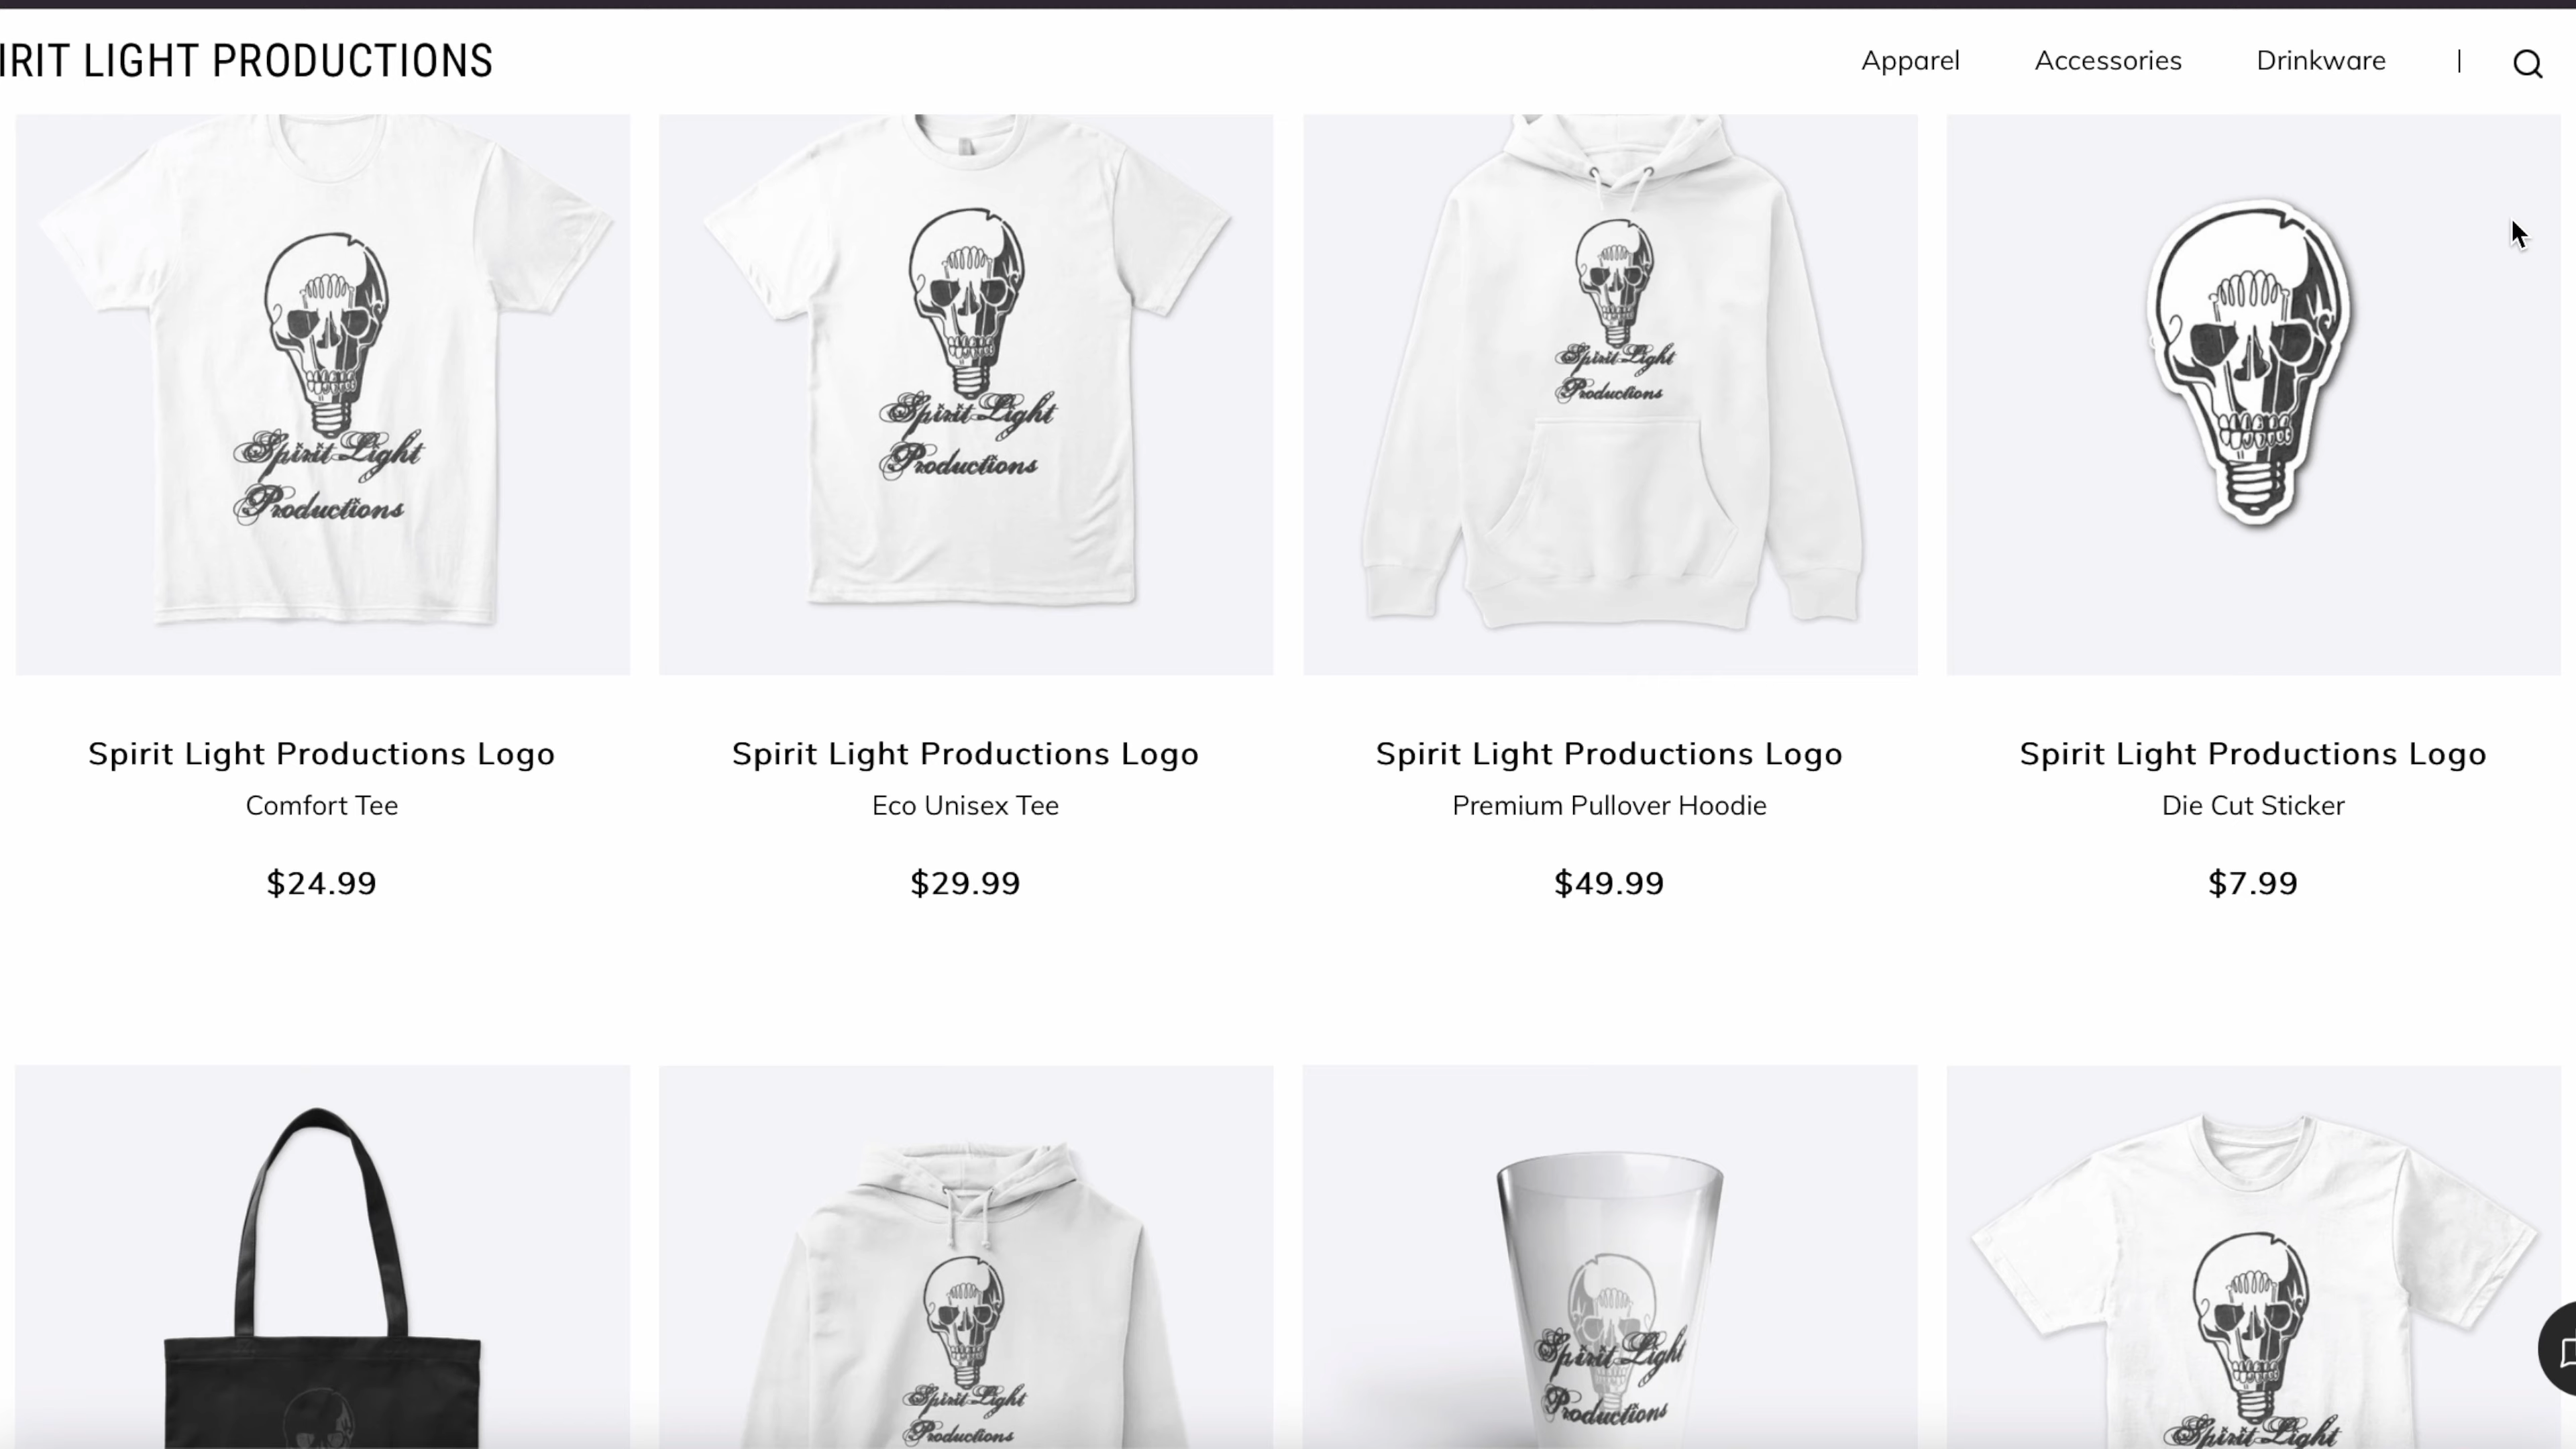 IRIT LIGHT PRODUCTIONS
Apparel
Accessories
Drinkware
Spirit Light
Productions
Spirit Light
Productions
Spirit Light
Productions
Spirit Light Productions Logo
Comfort Tee
$24.99
Spirit Light Productions Logo
Eco Unisex Tee
$29.99
Spirit Light Productions Logo
Premium Pullover Hoodie
$49.99
Spirit Light Productions Logo
Die Cut Sticker
$7.99
Spirit Light
Productions
Spirit Light
Productions
Spirit Light